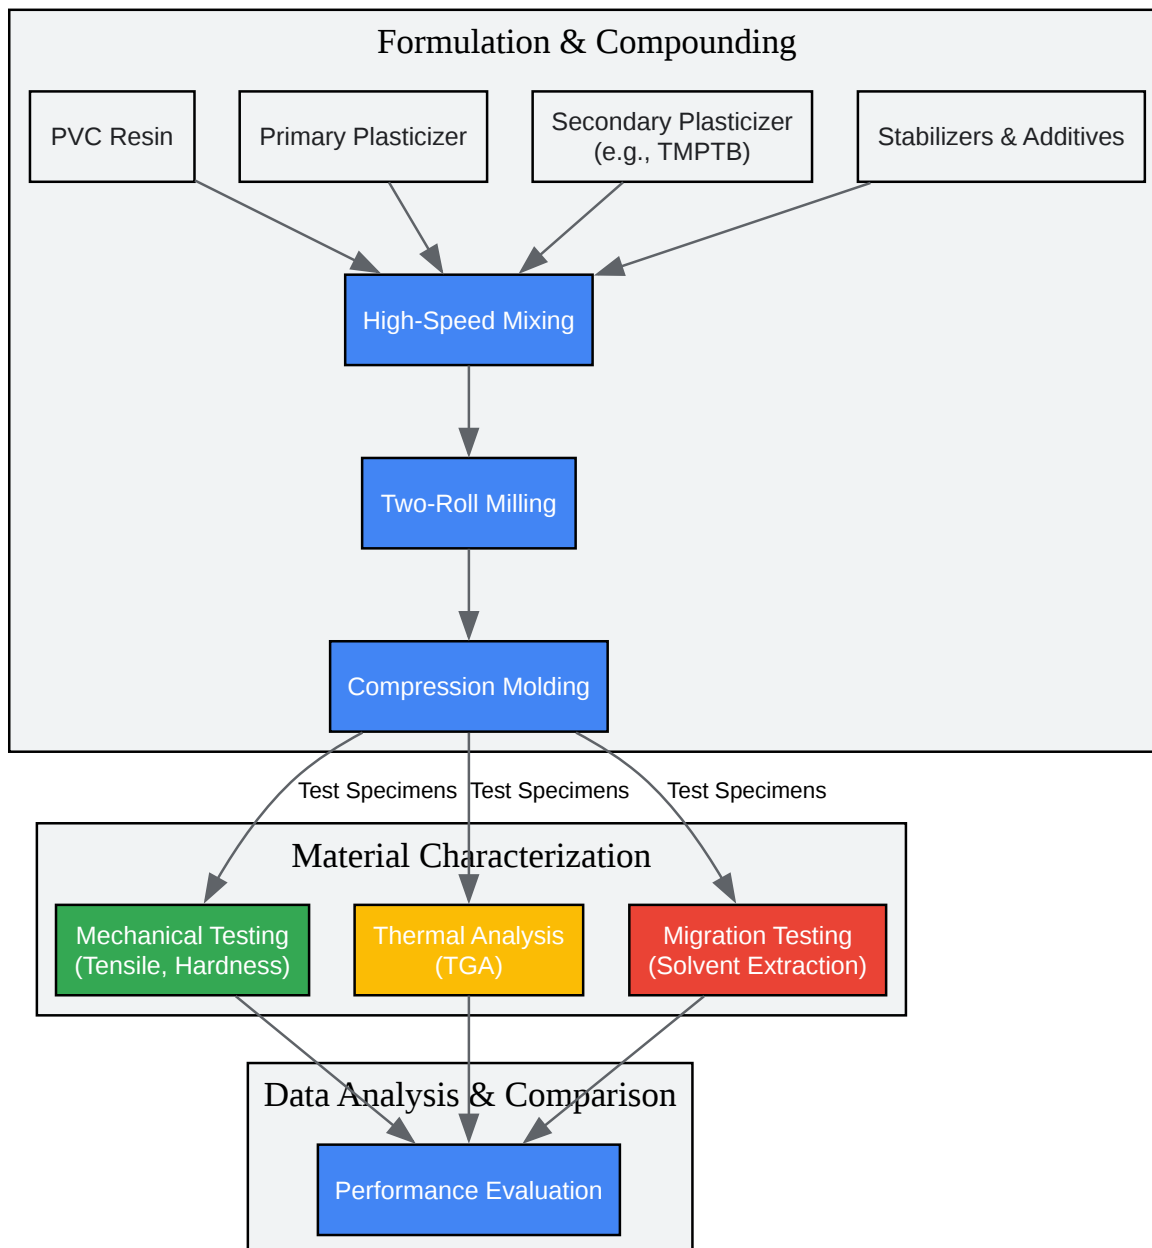 Formulation & Compounding
PVC Resin
Primary Plasticizer
Secondary Plasticizer
(e.g., TMPTB)
Stabilizers & Additives
High-Speed Mixing
Two-Roll Milling
Compression Molding
Test Specimens
Test Specimens
Test Specimens
Material Characterization
Mechanical Testing
(Tensile, Hardness)
Thermal Analysis
(TGA)
Migration Testing
(Solvent Extraction)
Data Analysis & Comparison
Performance Evaluation